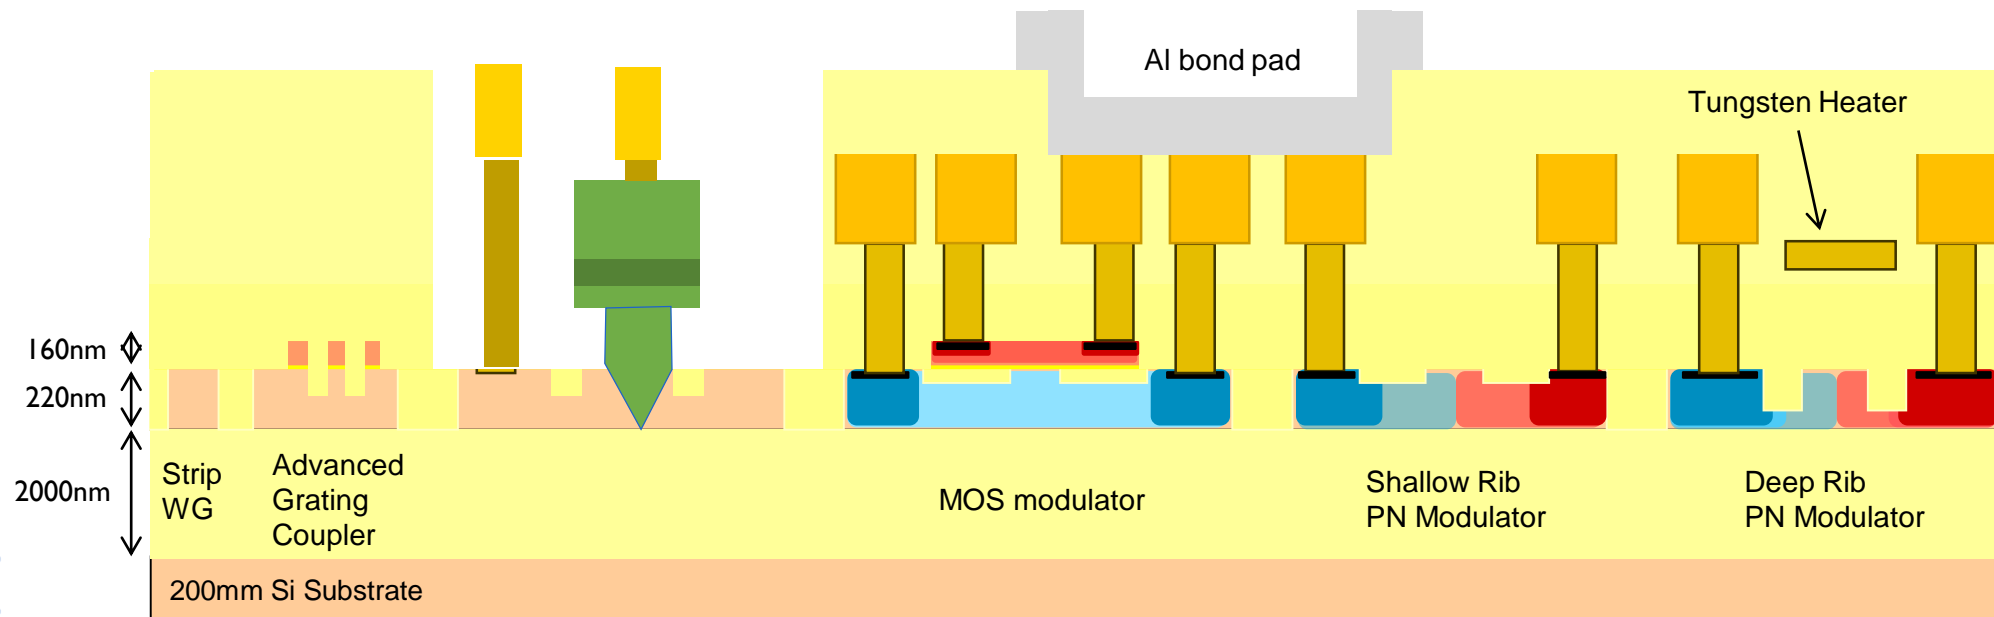 Al bond pad
Tungsten Heater
160nm
220nm
2000nm
Strip
WG
Advanced
Grating
Coupler
MOS modulator
Shallow Rib
PN Modulator
Deep Rib
PN Modulator
200mm Si Substrate